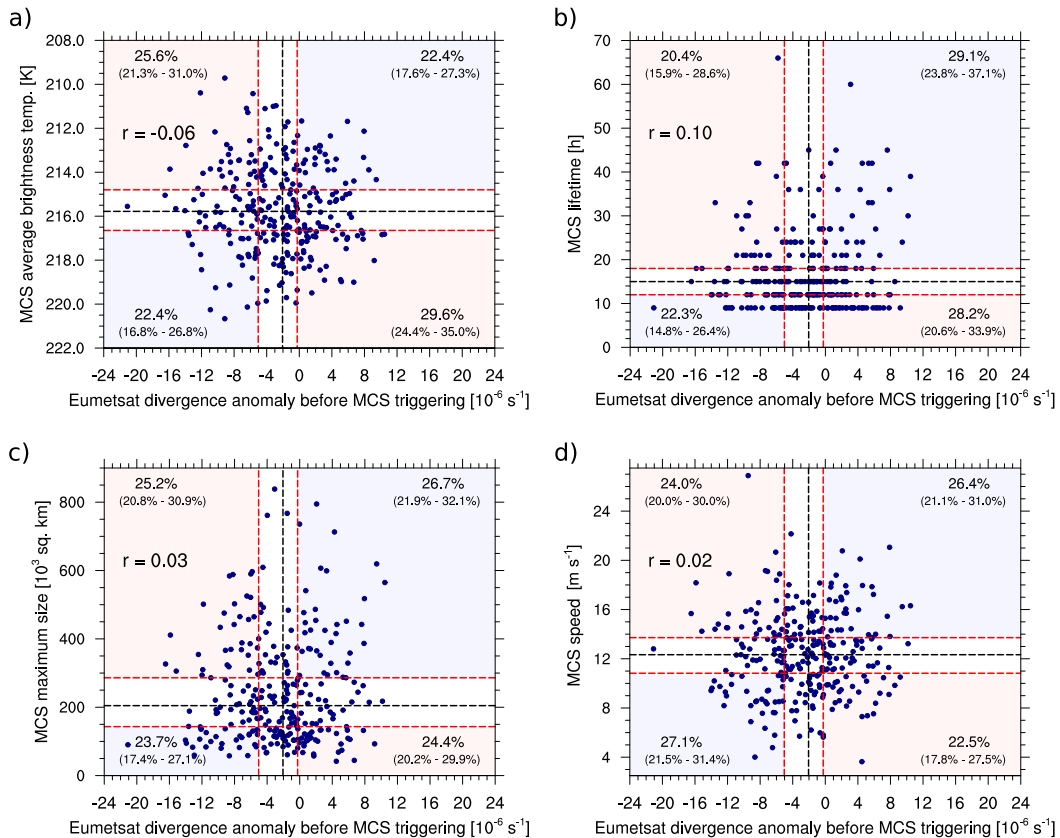 a)
208.0
210.0
212.0
214.0
216.0
218.0
220.0
222.0
MCS average brightness temp. [K]
25.6%
(21.3% - 31.0%)
22.4%
(17.6% - 27.3%)
r = -0.06
22.4%
(16.8% - 26.8%)
29.6%
(24.4% - 35.0%)
-24 -20 -16 -12 -8 -4 0 4 8 12 16 20 24
Eumetsat divergence anomaly before MCS triggering [10-6 s-1]
b)
70
60
50
40
30
20
10
0
MCS lifetime [h]
20.4%
(15.9% - 28.6%)
29.1%
(23.8% - 37.1%)
r = 0.10
22.3%
(14.8% - 26.4%)
28.2%
(20.6% - 33.9%)
-24 -20 -16 -12 -8 -4 0 4 8 12 16 20 24
Eumetsat divergence anomaly before MCS triggering [10-6 s-1]
c)
800
600
400
200
0
MCS maximum size [103 sq. km]
25.2%
(20.8% - 30.9%)
26.7%
(21.9% - 32.1%)
r = 0.03
23.7%
(17.4% - 27.1%)
24.4%
(20.2% - 29.9%)
-24 -20 -16 -12 -8 -4 0 4 8 12 16 20 24
Eumetsat divergence anomaly before MCS triggering [10-6 s-1]
d)
24
20
16
12
8
4
MCS speed [m s-1]
24.0%
(20.0% - 30.0%)
26.4%
(21.1% - 31.0%)
r = 0.02
27.1%
(21.5% - 31.4%)
22.5%
(17.8% - 27.5%)
-24 -20 -16 -12 -8 -4 0 4 8 12 16 20 24
Eumetsat divergence anomaly before MCS triggering [10-6 s-1]